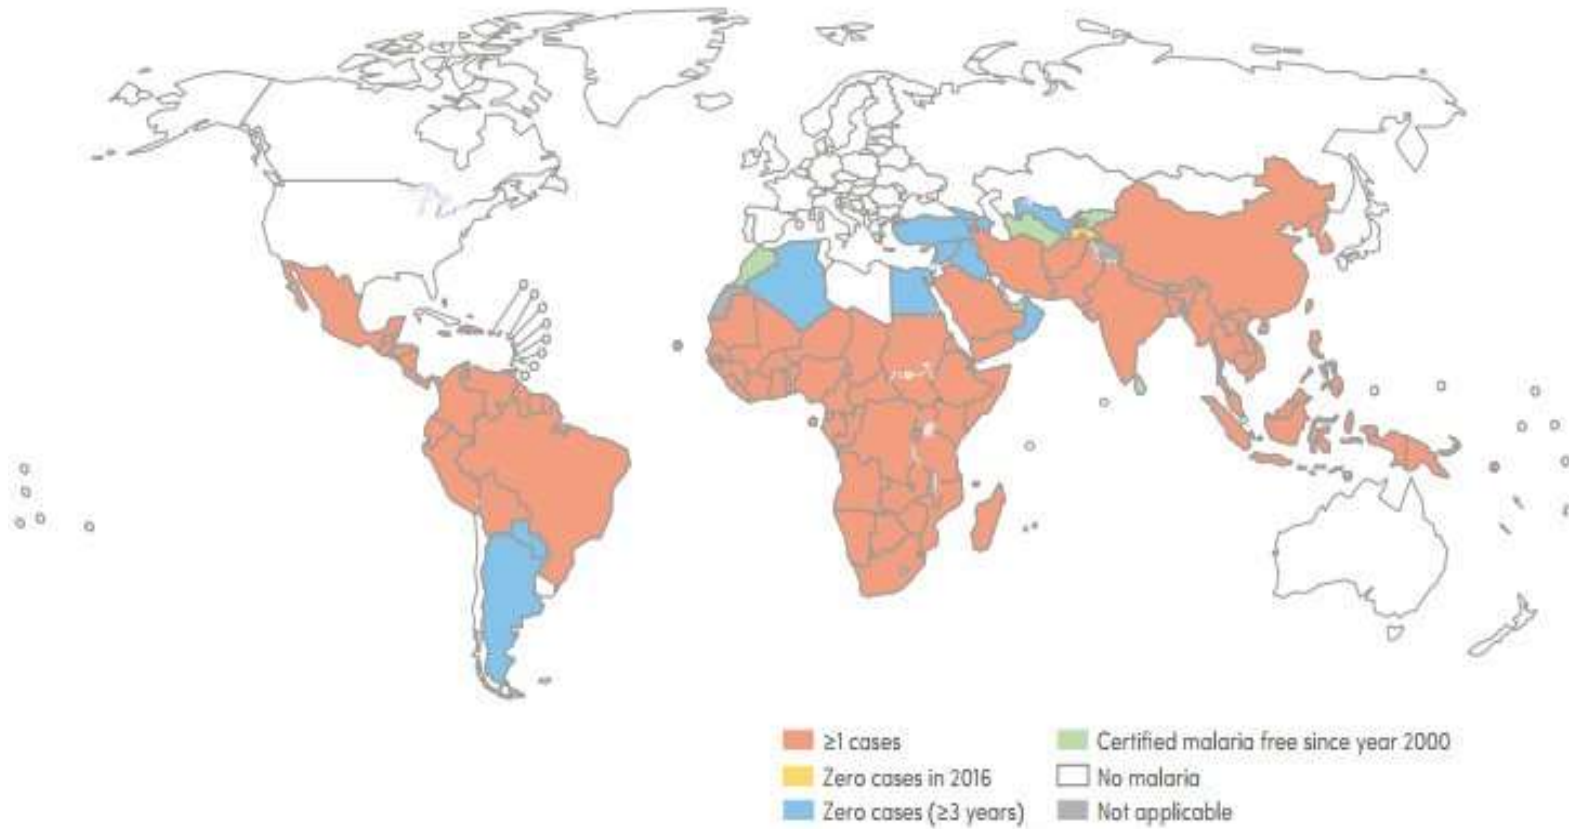 ≥1 cases
Zero cases in 2016
Zero cases (≥3 years)
Certified malaria free since year 2000
No malaria
Not applicable